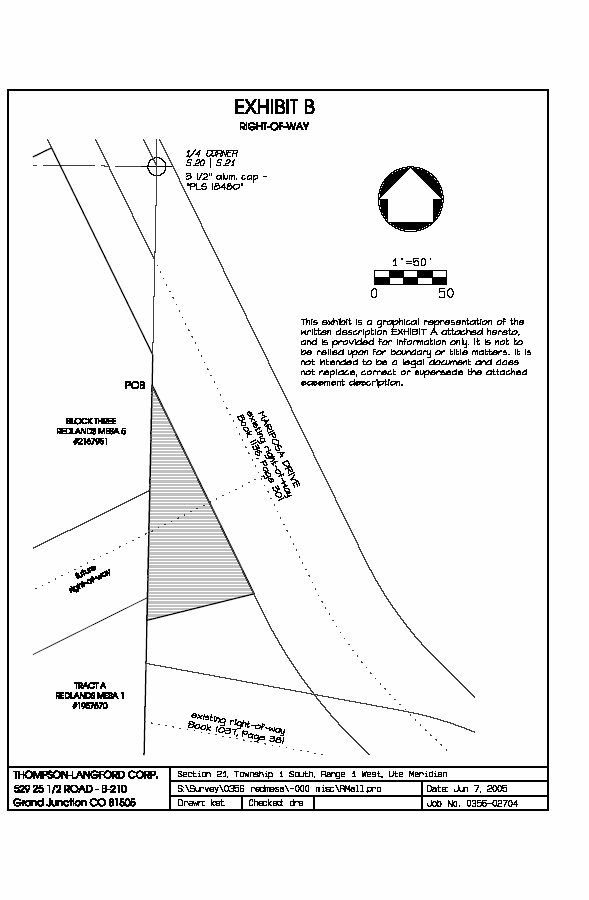 EXHIBIT B
RIGHT-OF-WAY
1/4 CORNER
S.20 | S.21
3 1/2" alum. cap -
"PLS 18480"
1"=50'
0 50
This exhibit is a graphical representation of the
written description EXHIBIT A attached hereto,
and is provided for information only. It is not to
be relied upon for boundary or title matters. It is
not intended to be a legal document and does
not replace, correct or supersede the attached
easement description.
POB
BLOCK THREE
REDLANDS MESA 6
#2167951
MARIPOSA DRIVE
existing right-of-way
Book 1136, Page 301
future
right-of-way
TRACT A
REDLANDS MESA 1
#1957570
existing right-of-way
Book 1037, Page 381
THOMPSON-LANGFORD CORP.
529 25 1/2 ROAD - B-210
Grand Junction CO 81505
Section 21, Township 1 South, Range 1 West, Ute Meridian
S:\Survey\0356 redmesa\-000 misc\RMall.pro
Date: Jun 7, 2005
Drawn: ket
Checked: drs
Job No. 0356-02704